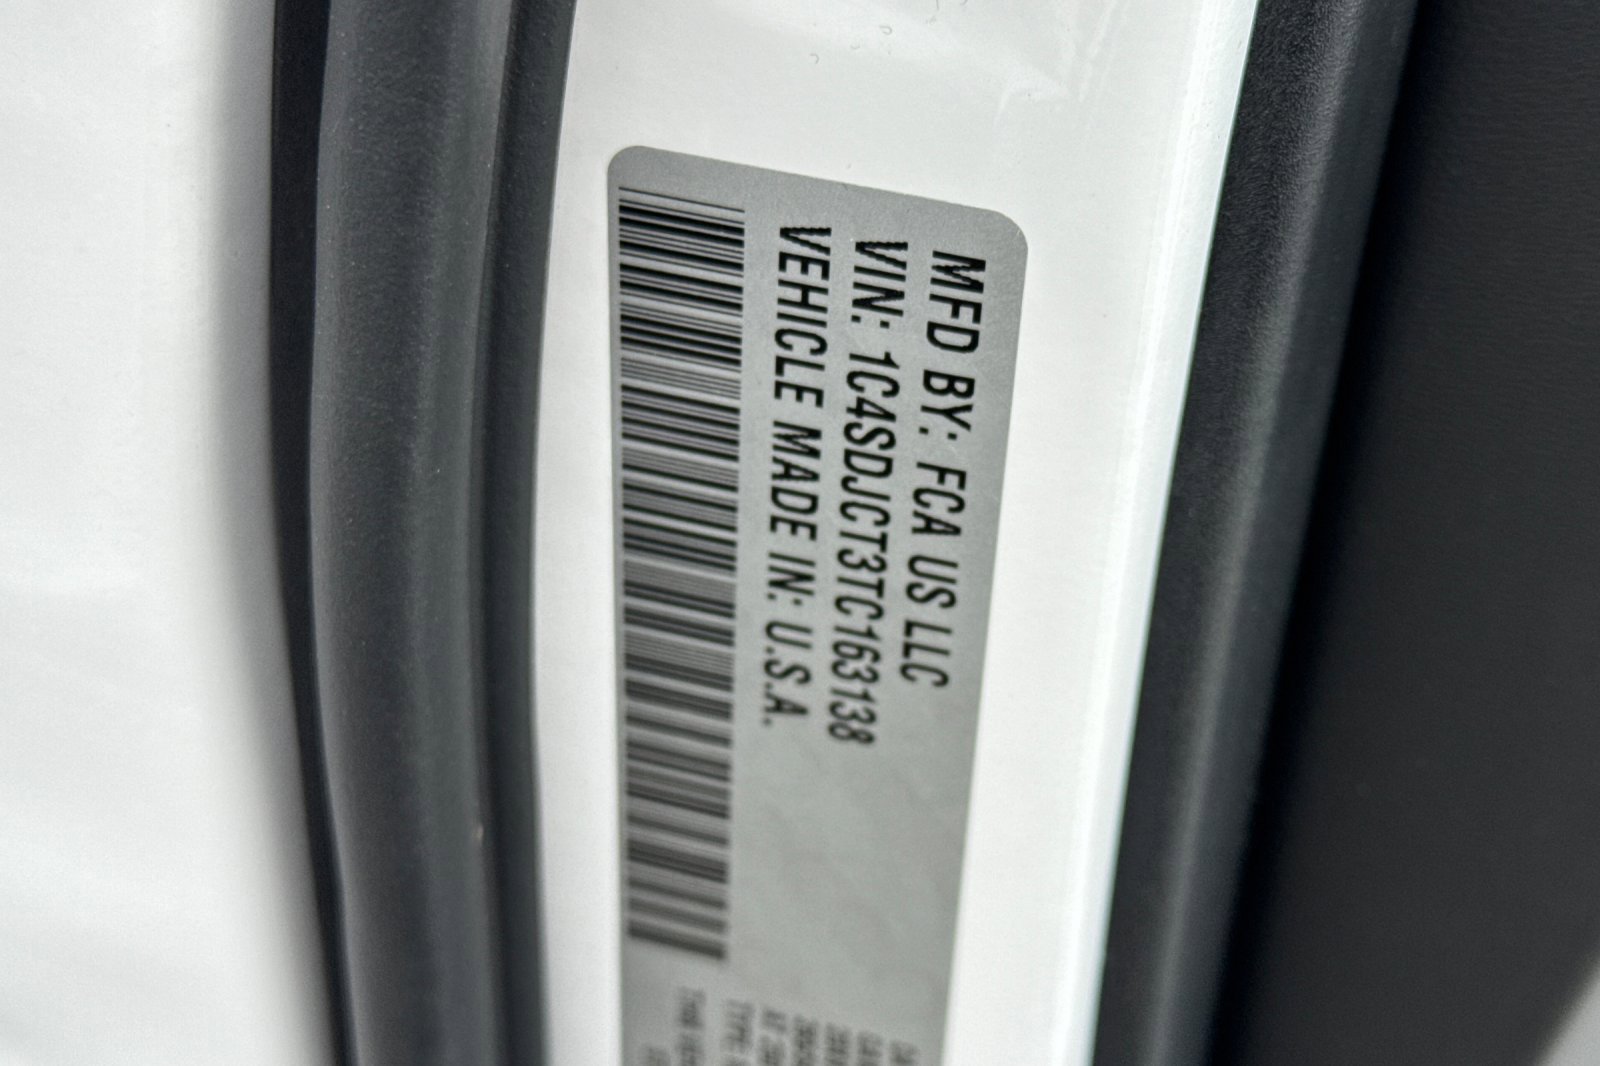 MFD BY: FCA US LLC
VIN: 1C4SDJCT3TC163138
VEHICLE MADE IN: U.S.A.